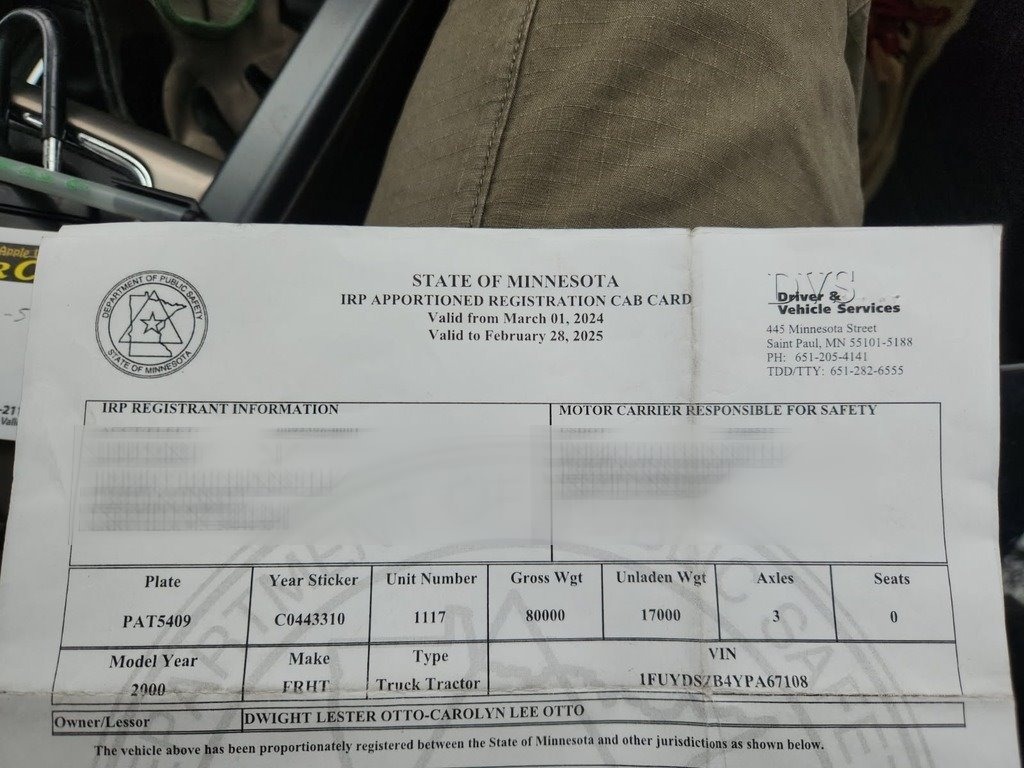 STATE OF MINNESOTA
IRP APPORTIONED REGISTRATION CAB CARD
Valid from March 01, 2024
Valid to February 28, 2025
DEPARTMENT OF PUBLIC SAFETY
STATE OF MINNESOTA
DVS
Driver &
Vehicle Services
445 Minnesota Street
Saint Paul, MN 55101-5188
PH: 651-205-4141
TDD/TTY: 651-282-6555
IRP REGISTRANT INFORMATION MOTOR CARRIER RESPONSIBLE FOR SAFETY
Plate Year Sticker Unit Number Gross Wgt Unladen Wgt Axles Seats
PAT5409 C0443310 1117 80000 17000 3 0
Model Year Make Type VIN
2000 FRHT Truck Tractor
Owner/Lessor DWIGHT LESTER OTTO-CAROLYN LEE OTTO
The vehicle above has been proportionately registered between the State of Minnesota and other jurisdictions as shown below.